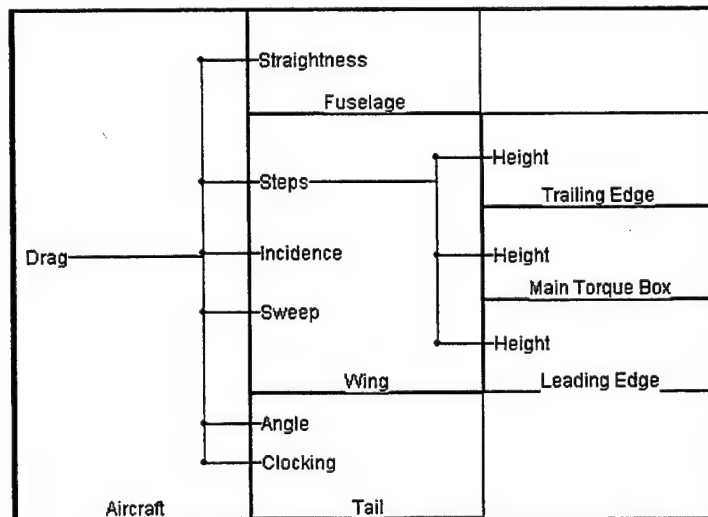 Straightness
Fuselage
Height
Steps
Trailing Edge
Drag
Incidence
Height
Main Torque Box
Sweep
Height
Wing
Leading Edge
Angle
Clocking
Aircraft
Tail